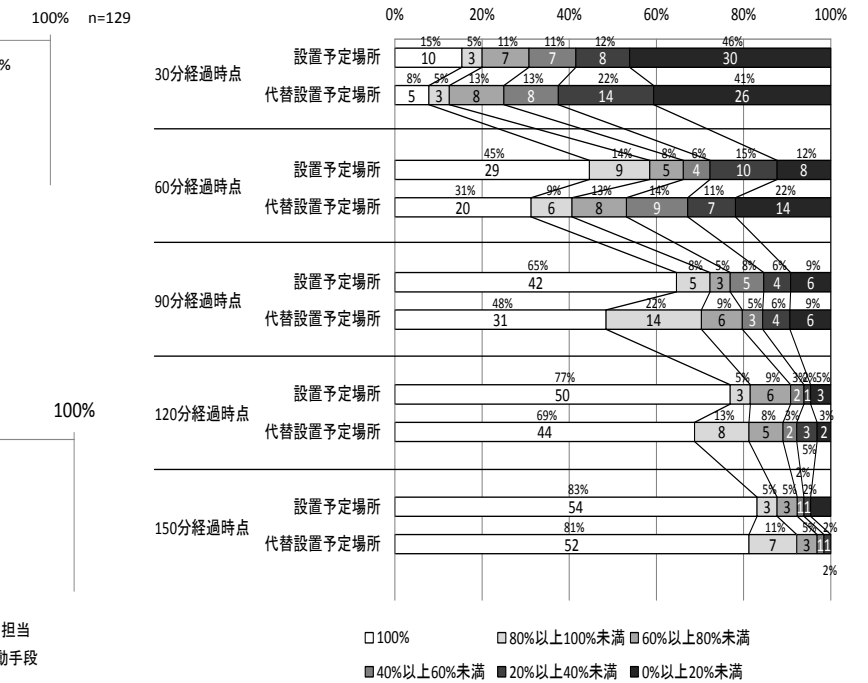 100% n=129
%
100%
担当
動手段
0% 20% 40% 60% 80% 100%
30分経過時点
設置予定場所
15% 5% 11% 11% 12% 46%
10 3 7 7 8 30
代替設置予定場所
8% 5% 13% 13% 22% 41%
5 3 8 8 14 26
60分経過時点
設置予定場所
45% 14% 8% 6% 15% 12%
29 9 5 4 10 8
代替設置予定場所
31% 9% 13% 14% 11% 22%
20 6 8 9 7 14
90分経過時点
設置予定場所
65% 8% 5% 8% 6% 9%
42 5 3 5 4 6
代替設置予定場所
48% 22% 9% 5% 6% 9%
31 14 6 3 4 6
120分経過時点
設置予定場所
77% 5% 9% 3% 2% 5%
50 3 6 2 1 3
代替設置予定場所
69% 13% 8% 3% 3%
44 8 5 2 3 2
5%
150分経過時点
2%
設置予定場所
83% 5% 5% 2%
54 3 3 1 1
代替設置予定場所
81% 11% 5% 2%
52 7 3 1 1
2%
100% 80%以上100%未満 60%以上80%未満
40%以上60%未満 20%以上40%未満 0%以上20%未満